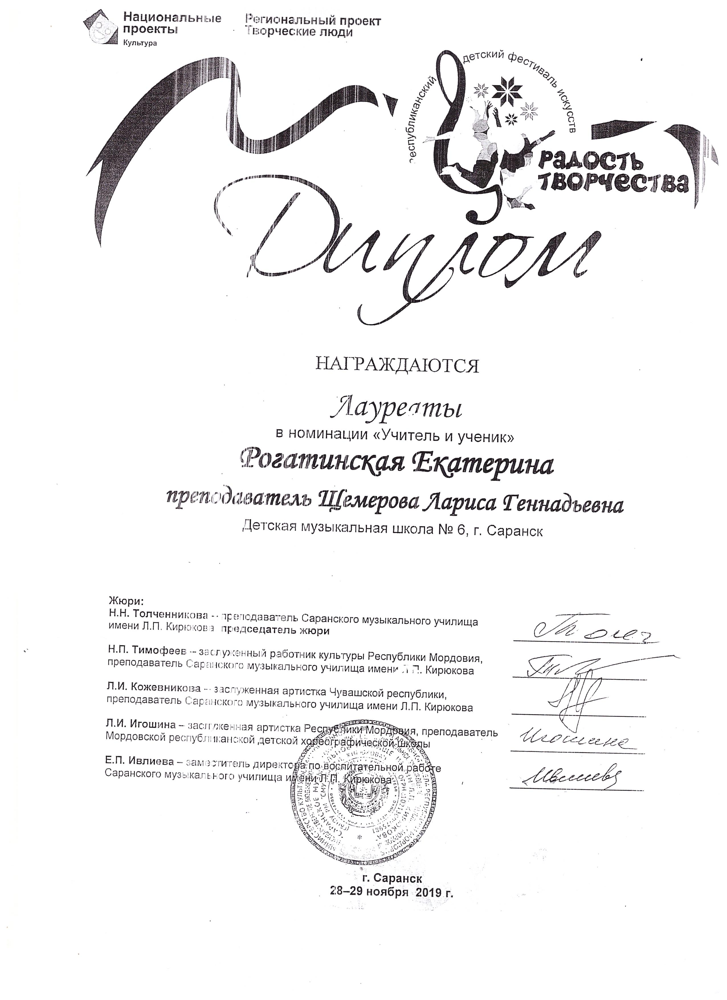 Национальные
проекты
Культура
Региональный проект
Творческие люди
республиканский детский фестиваль искусств
Радость
творчества
Диплом
НАГРАЖДАЮТСЯ
Лауреаты
в номинации «Учитель и ученик»
Рогатинская Екатерина
преподаватель Щемерова Лариса Геннадьевна
Детская музыкальная школа № 6, г. Саранск
Жюри:
Н.Н. Толченникова – преподаватель Саранского музыкального училища
имени Л.П. Кирюкова председатель жюри
Н.П. Тимофеев – заслуженный работник культуры Республики Мордовия,
преподаватель Саранского музыкального училища имени Л.П. Кирюкова
Л.И. Кожевникова – заслуженная артистка Чувашской республики,
преподаватель Саранского музыкального училища имени Л.П. Кирюкова
Л.И. Игошина – заслуженная артистка Республики Мордовия, преподаватель
Мордовской республиканской детской хореографической школы
Игошина
Е.П. Ивлиева – заместитель директора по воспитательной работе
Саранского музыкального училища имени Л.П. Кирюкова
Ивлиева
г. Саранск
28–29 ноября 2019 г.